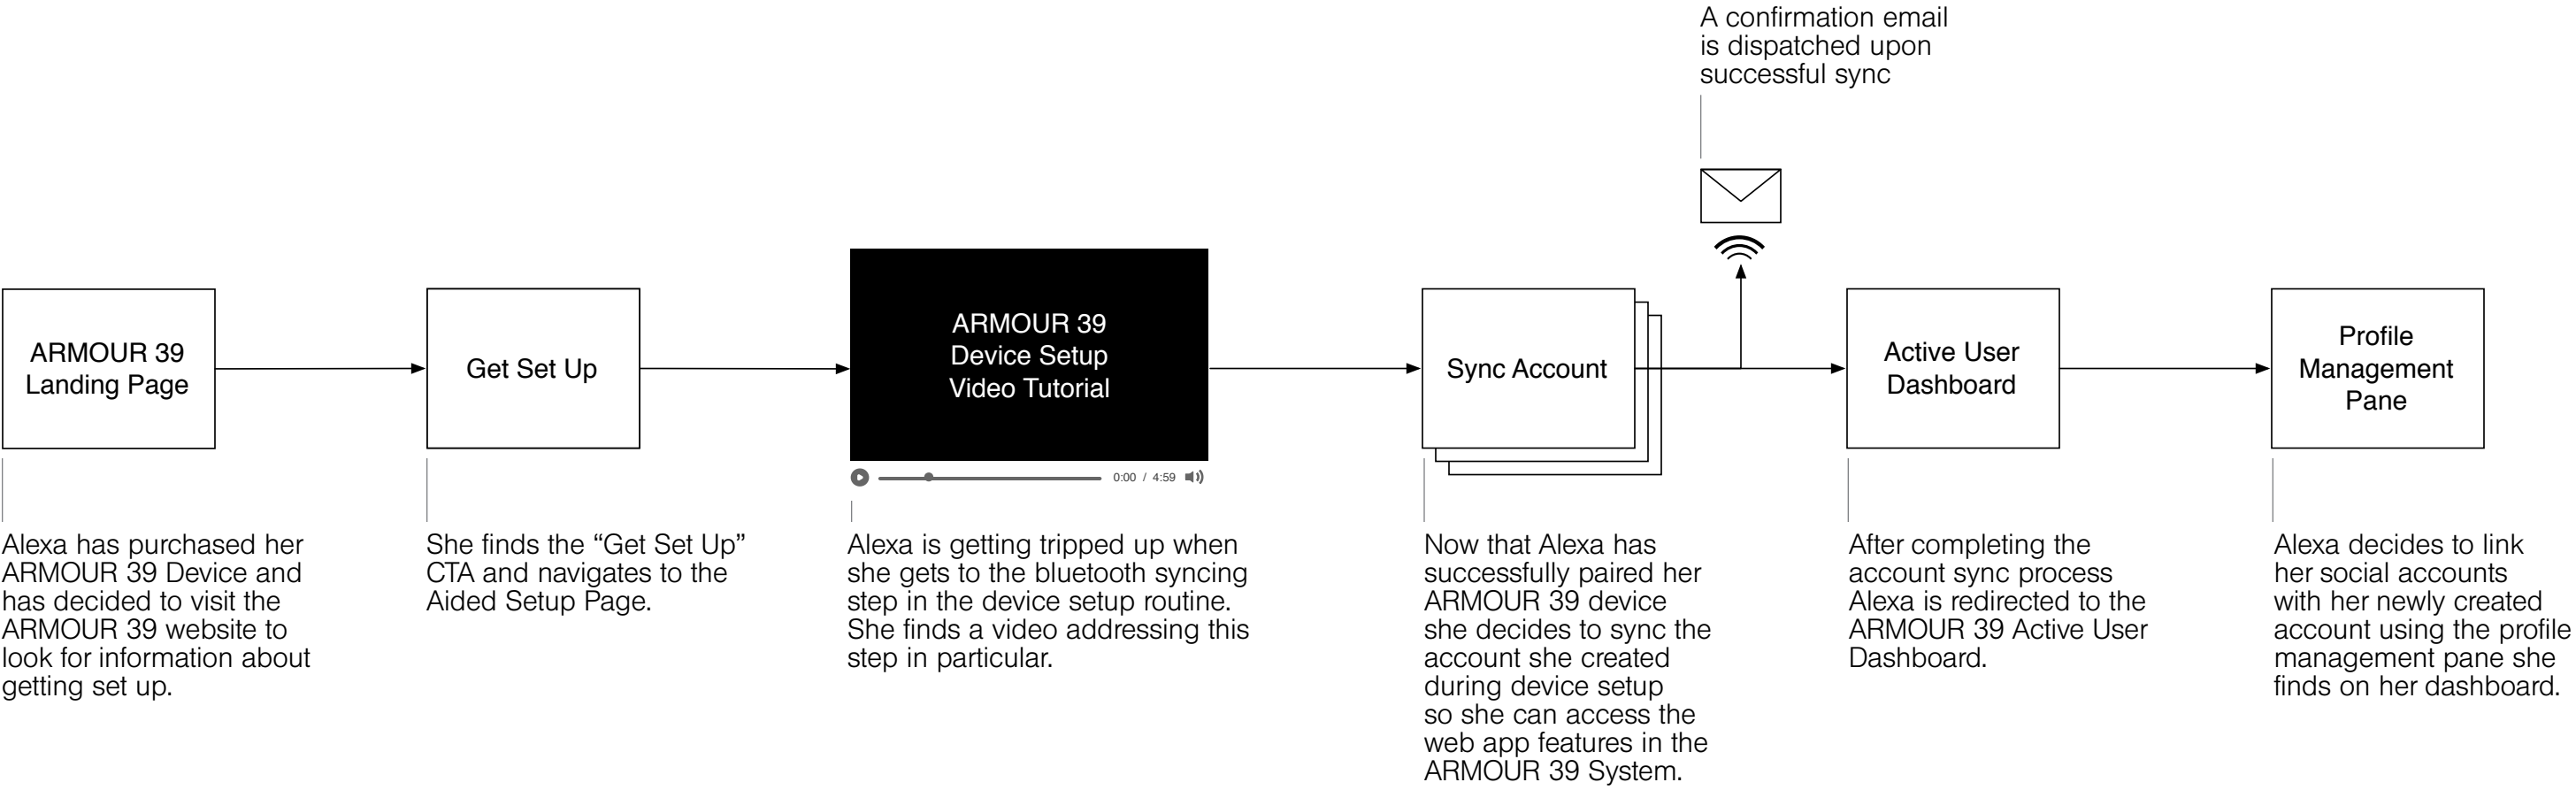 A confirmation email
is dispatched upon
successful sync
ARMOUR 39
Landing Page
Get Set Up
ARMOUR 39
Device Setup
Video Tutorial
0:00 / 4:59
Sync Account
Active User
Dashboard
Profile
Management
Pane
Alexa has purchased her
ARMOUR 39 Device and
has decided to visit the
ARMOUR 39 website to
look for information about
getting set up.
She finds the “Get Set Up”
CTA and navigates to the
Aided Setup Page.
Alexa is getting tripped up when
she gets to the bluetooth syncing
step in the device setup routine.
She finds a video addressing this
step in particular.
Now that Alexa has
successfully paired her
ARMOUR 39 device
she decides to sync the
account she created
during device setup
so she can access the
web app features in the
ARMOUR 39 System.
After completing the
account sync process
Alexa is redirected to the
ARMOUR 39 Active User
Dashboard.
Alexa decides to link
her social accounts
with her newly created
account using the profile
management pane she
finds on her dashboard.